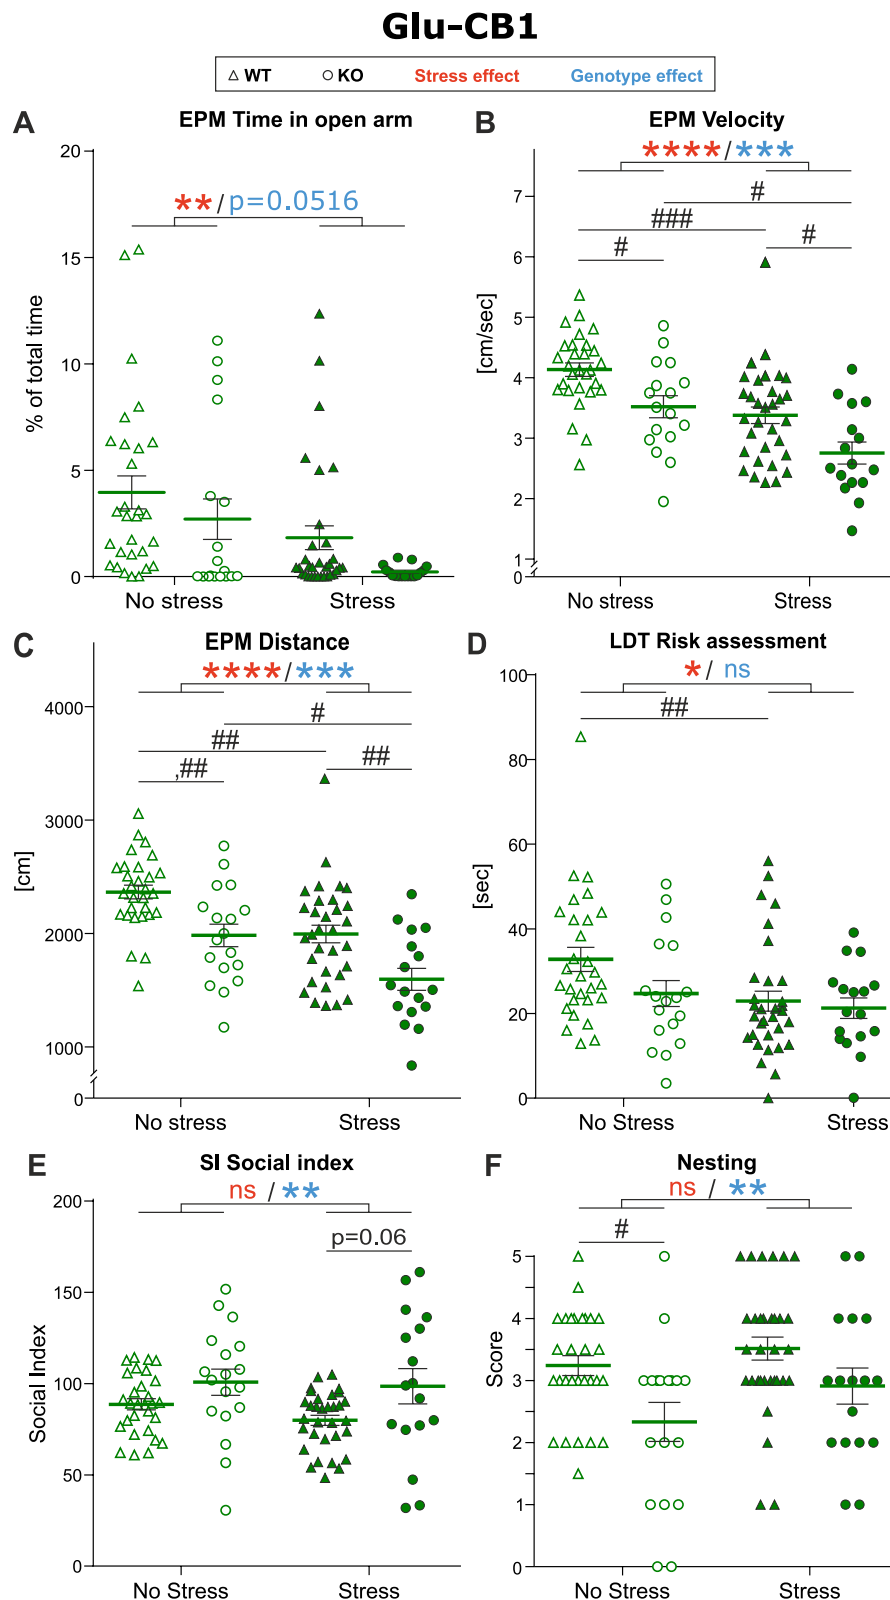 Glu-CB1
△ WT ○ KO Stress effect Genotype effect
A
EPM Time in open arm
** / p=0.0516
% of total time
20
15
10
5
0
No stress Stress
B
EPM Velocity
**** / ***
#
###
# #
[cm/sec]
7
6
5
4
3
2
1
0
No stress Stress
C
EPM Distance
**** / ***
#
##
,## ##
[cm]
4000
3000
2000
1000
0
No stress Stress
D
LDT Risk assessment
* / ns
##
[sec]
100
80
60
40
20
0
No Stress Stress
E
SI Social index
ns / **
p=0.06
Social Index
200
150
100
50
0
No Stress Stress
F
Nesting
ns / **
#
Score
5
4
3
2
1
0
No Stress Stress